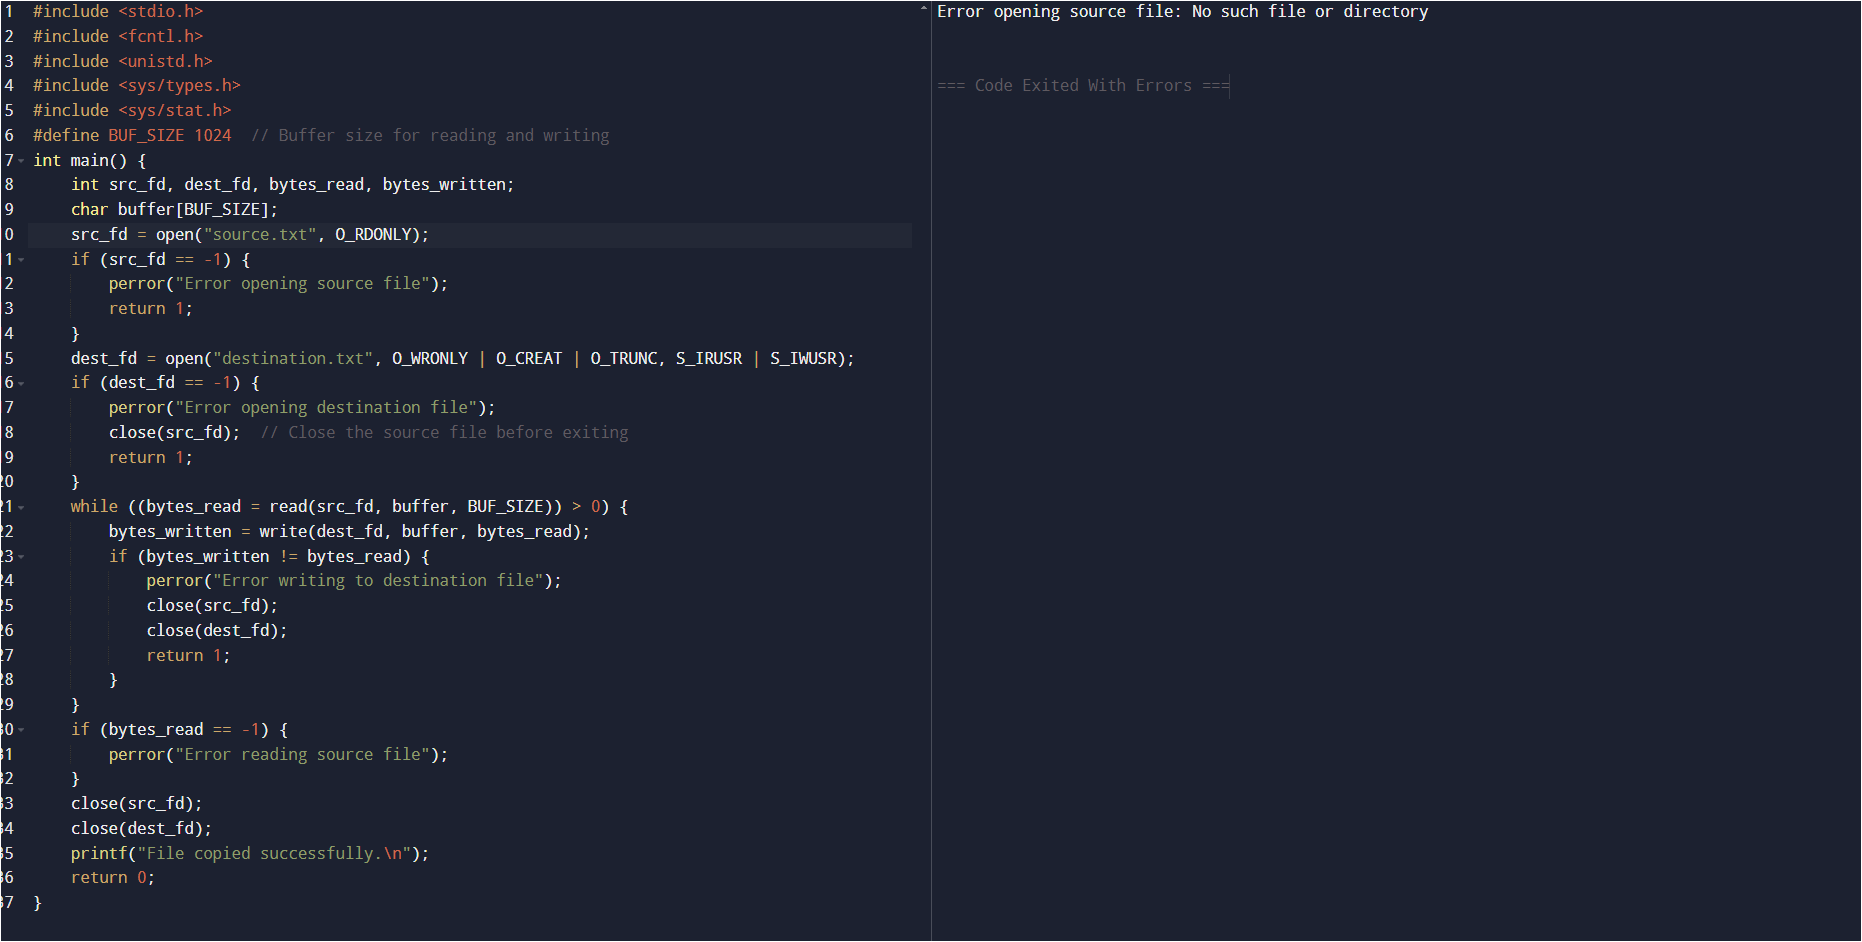 1 #include <stdio.h>
2 #include <fcntl.h>
3 #include <unistd.h>
4 #include <sys/types.h>
5 #include <sys/stat.h>
6 #define BUF_SIZE 1024  // Buffer size for reading and writing
7 int main() {
8     int src_fd, dest_fd, bytes_read, bytes_written;
9     char buffer[BUF_SIZE];
0     src_fd = open("source.txt", O_RDONLY);
1     if (src_fd == -1) {
2         perror("Error opening source file");
3         return 1;
4     }
5     dest_fd = open("destination.txt", O_WRONLY | O_CREAT | O_TRUNC, S_IRUSR | S_IWUSR);
6     if (dest_fd == -1) {
7         perror("Error opening destination file");
8         close(src_fd);  // Close the source file before exiting
9         return 1;
20     }
21     while ((bytes_read = read(src_fd, buffer, BUF_SIZE)) > 0) {
22         bytes_written = write(dest_fd, buffer, bytes_read);
23         if (bytes_written != bytes_read) {
24             perror("Error writing to destination file");
25             close(src_fd);
26             close(dest_fd);
27             return 1;
28         }
29     }
30     if (bytes_read == -1) {
31         perror("Error reading source file");
32     }
33     close(src_fd);
34     close(dest_fd);
35     printf("File copied successfully.\n");
36     return 0;
37 }
Error opening source file: No such file or directory
=== Code Exited With Errors ===